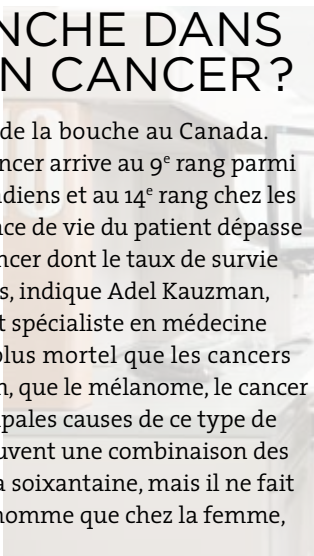 NCHE DANS
N CANCER ?
de la bouche au Canada.
ncer arrive au 9e rang parmi
diens et au 14e rang chez les
nce de vie du patient dépasse
ncer dont le taux de survie
s, indique Adel Kauzman,
t spécialiste en médecine
plus mortel que les cancers
n, que le mélanome, le cancer
ipales causes de ce type de
uvent une combinaison des
a soixantaine, mais il ne fait
homme que chez la femme,